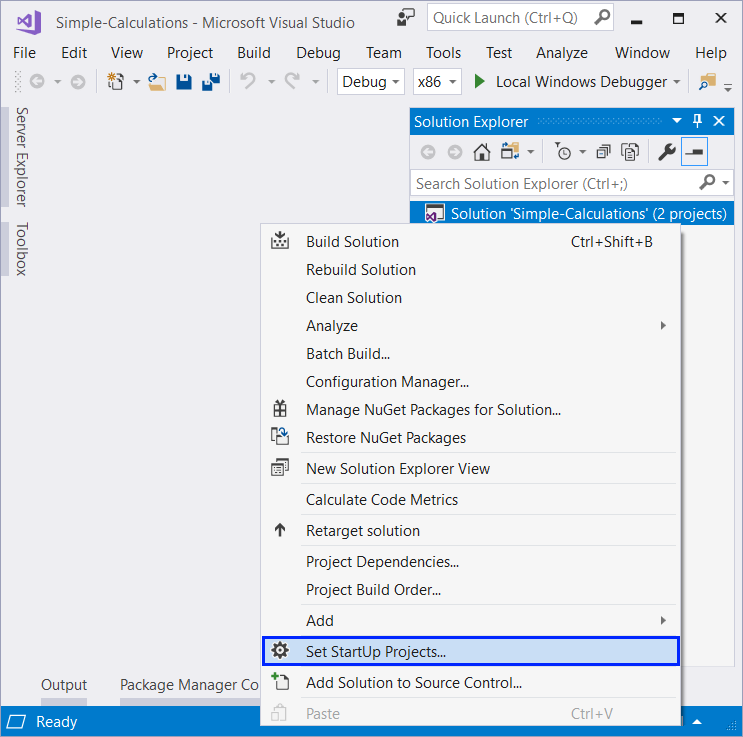 Simple-Calculations - Microsoft Visual Studio
Quick Launch (Ctrl+Q)
File Edit View Project Build Debug Team Tools Test Analyze Window Help
Debug x86 Local Windows Debugger
Server Explorer
Toolbox
Solution Explorer
Search Solution Explorer (Ctrl+;)
Solution 'Simple-Calculations' (2 projects)
Build Solution Ctrl+Shift+B
Rebuild Solution
Clean Solution
Analyze
Batch Build...
Configuration Manager...
Manage NuGet Packages for Solution...
Restore NuGet Packages
New Solution Explorer View
Calculate Code Metrics
Retarget solution
Project Dependencies...
Project Build Order...
Add
Set StartUp Projects...
Add Solution to Source Control...
Paste Ctrl+V
Output Package Manager Co
Ready